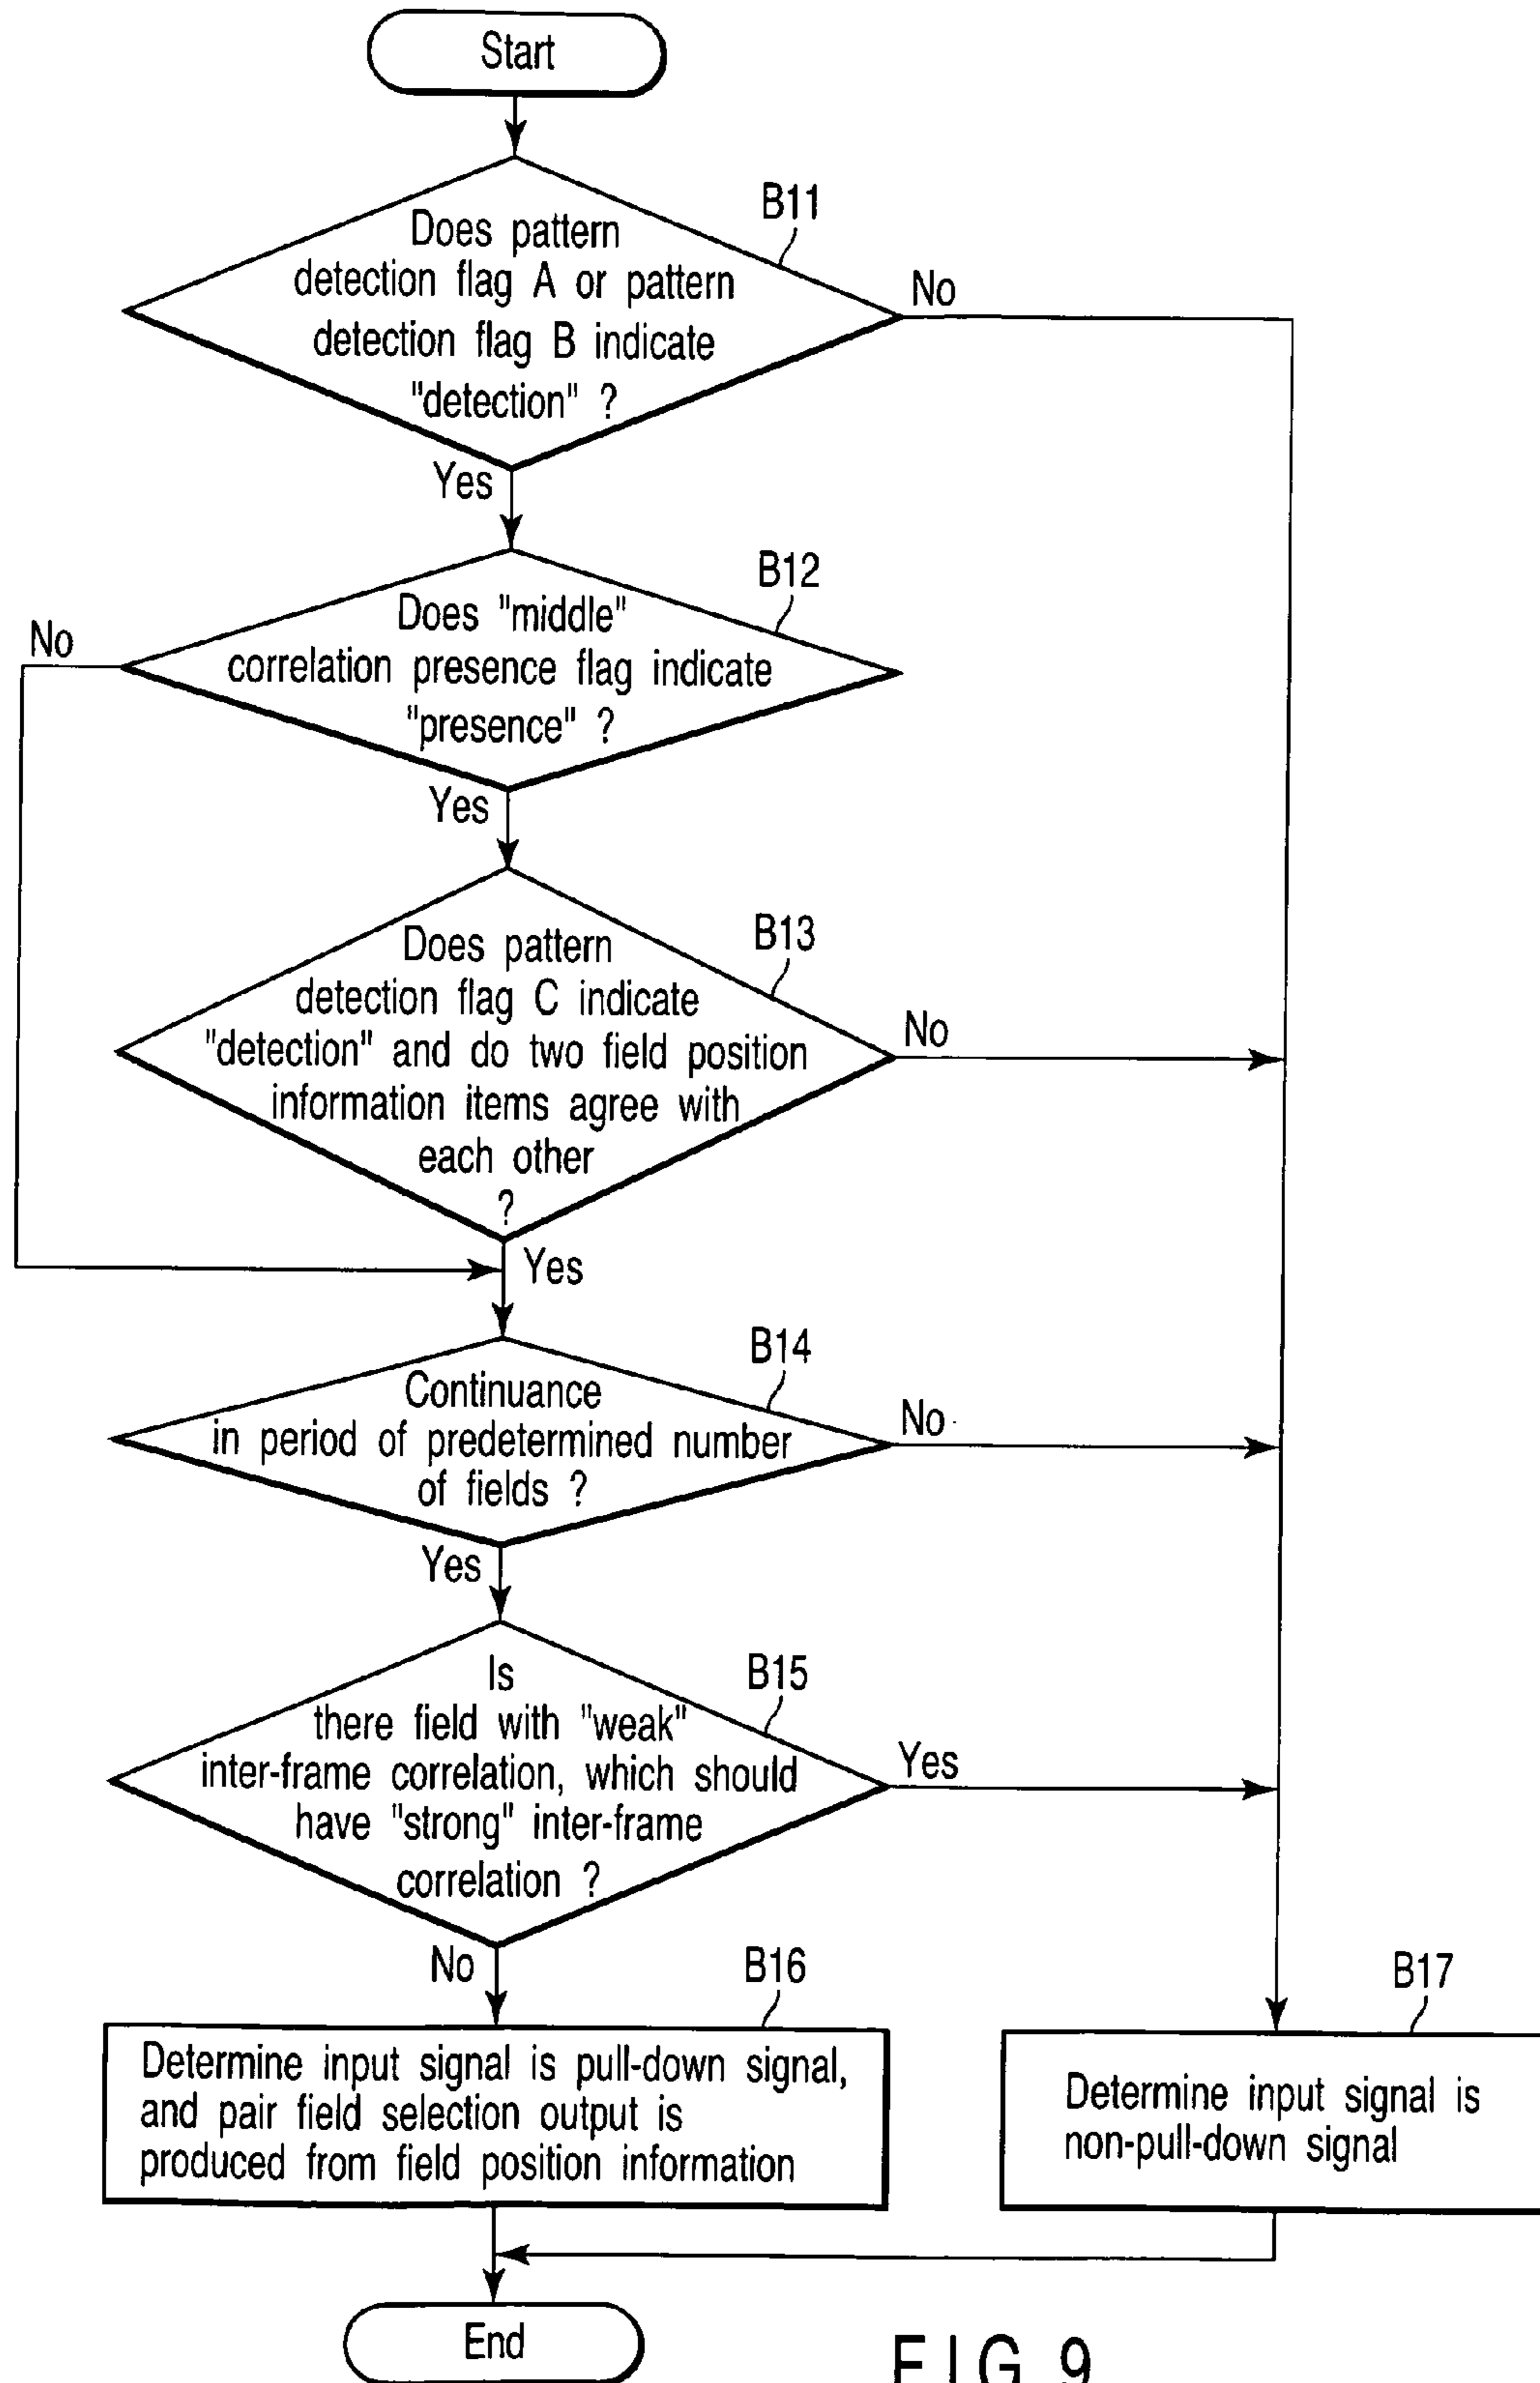 Start
B11
Does pattern
detection flag A or pattern
detection flag B indicate
"detection" ?
No
Yes
B12
Does "middle"
correlation presence flag indicate
"presence" ?
No
Yes
B13
Does pattern
detection flag C indicate
"detection" and do two field position
information items agree with
each other
?
No
Yes
B14
Continuance
in period of predetermined number
of fields ?
No
Yes
B15
Is
there field with "weak"
inter-frame correlation, which should
have "strong" inter-frame
correlation ?
Yes
No
B16
Determine input signal is pull-down signal,
and pair field selection output is
produced from field position information
B17
Determine input signal is
non-pull-down signal
End
FIG. 9